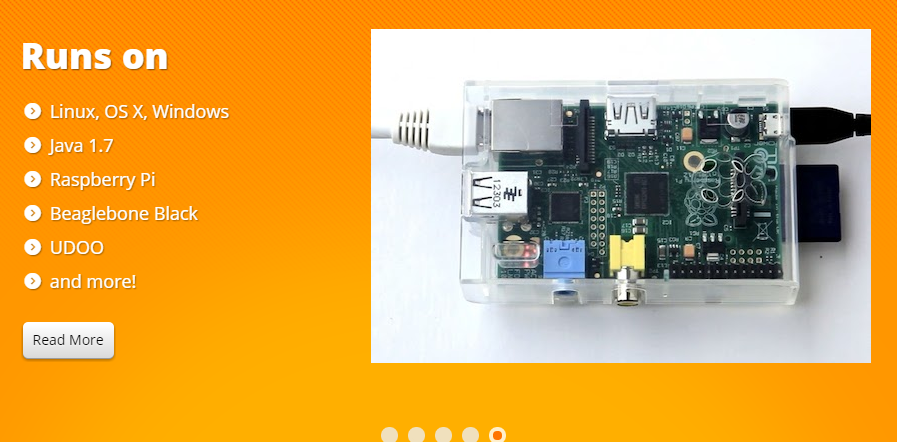 Runs on
Linux, OS X, Windows
Java 1.7
Raspberry Pi
Beaglebone Black
UDOO
and more!
Read More